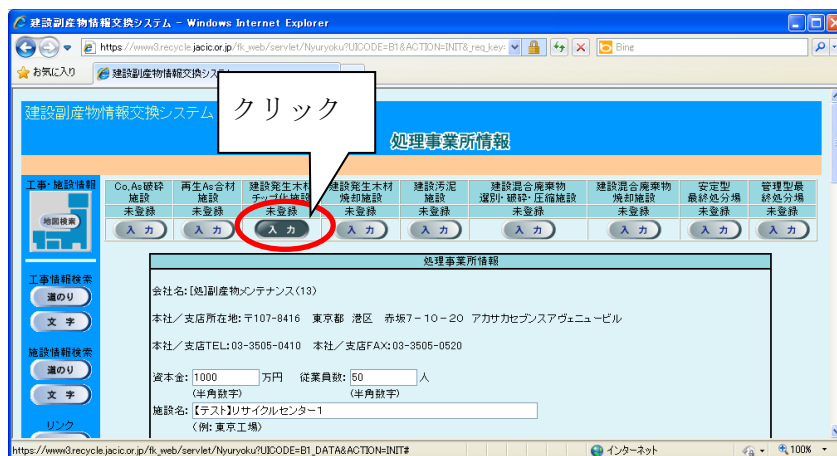 建設副産物情報交換システム - Windows Internet Explorer
https://www3.recycle.jacic.or.jp/fk_web/servlet/Nyuryoku?UICODE=B1&ACTION=INIT&_req_key=
Bing
お気に入り
建設副産物情報交換シス
クリック
建設副産物情報交換システム
処理事業所情報
工事・施設情報
地図検索
Co,As破砕施設 再生As合材施設 建設発生木材チップ化施設 建設発生木材焼却施設 建設汚泥施設 建設混合廃棄物選別・破砕・圧縮施設 建設混合廃棄物焼却施設 安定型最終処分場 管理型最終処分場
未登録 未登録 未登録 未登録 未登録 未登録 未登録 未登録 未登録
入力 入力 入力 入力 入力 入力 入力 入力 入力
処理事業所情報
工事情報検索
道のり
文字
施設情報検索
道のり
文字
リンク
会社名:[処]副産物メンテナンス(13)
本社/支店所在地:〒107-8416 東京都 港区 赤坂7-10-20 アカサカセブンスアヴェニュービル
本社/支店TEL:03-3505-0410 本社/支店FAX:03-3505-0520
資本金: 1000 万円 従業員数: 50 人
(半角数字) (半角数字)
施設名: 【テスト】リサイクルセンター1
(例:東京工場)
https://www3.recycle.jacic.or.jp/fk_web/servlet/Nyuryoku?UICODE=B1_DATA&ACTION=INIT#
インターネット
100%